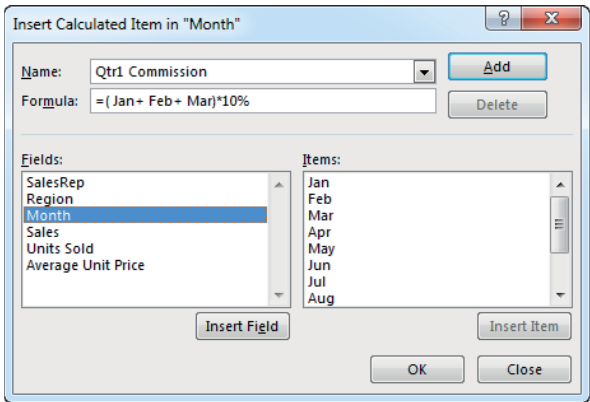 Insert Calculated Item in "Month"
Name: Qtr1 Commission Add
Formula: =( Jan+ Feb+ Mar)*10% Delete
Fields: Items:
SalesRep Jan
Region Feb
Month Mar
Sales Apr
Units Sold May
Average Unit Price Jun
Jul
Aug
Insert Field Insert Item
OK Close